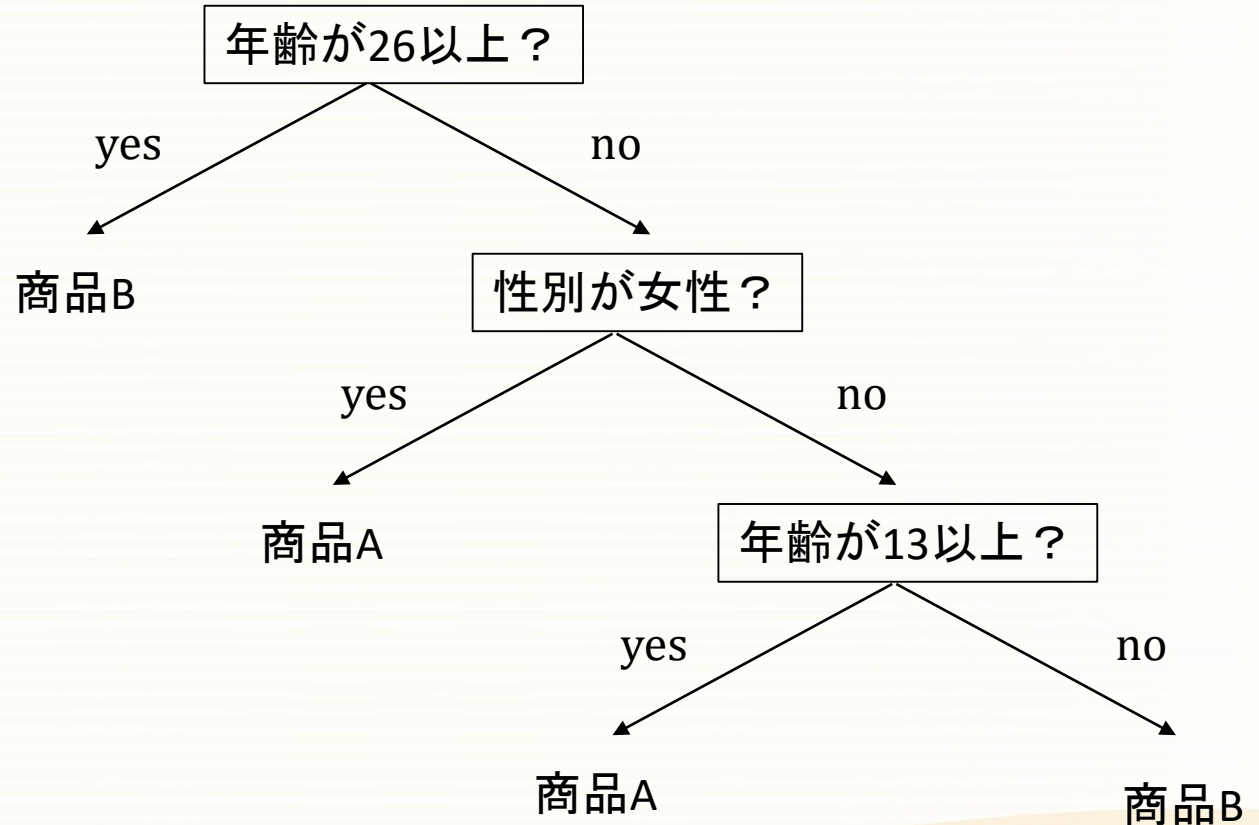 年齢が26以上？
yes
no
商品B
性別が女性？
yes
no
商品A
年齢が13以上？
yes
no
商品A
商品B